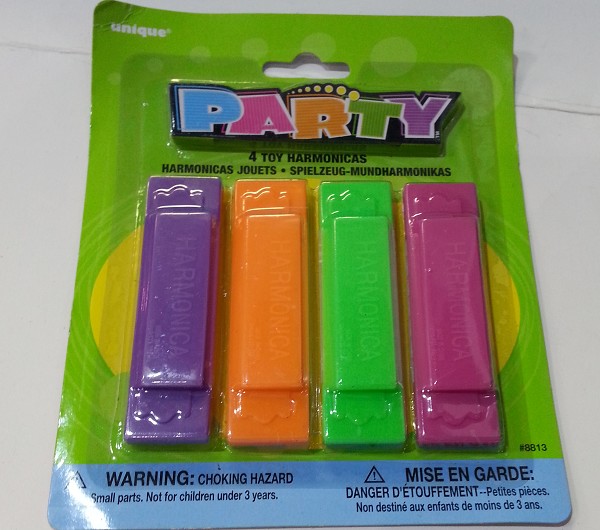 unique®
PARTY™
4 TOY HARMONICAS
HARMONICAS JOUETS • SPIELZEUG-MUNDHARMONIKAS
HARMONICA
HARMONICA
HARMONICA
HARMONICA
#8813
⚠ WARNING: CHOKING HAZARD
Small parts. Not for children under 3 years.
⚠ MISE EN GARDE:
DANGER D'ÉTOUFFEMENT--Petites pièces.
Non destiné aux enfants de moins de 3 ans.